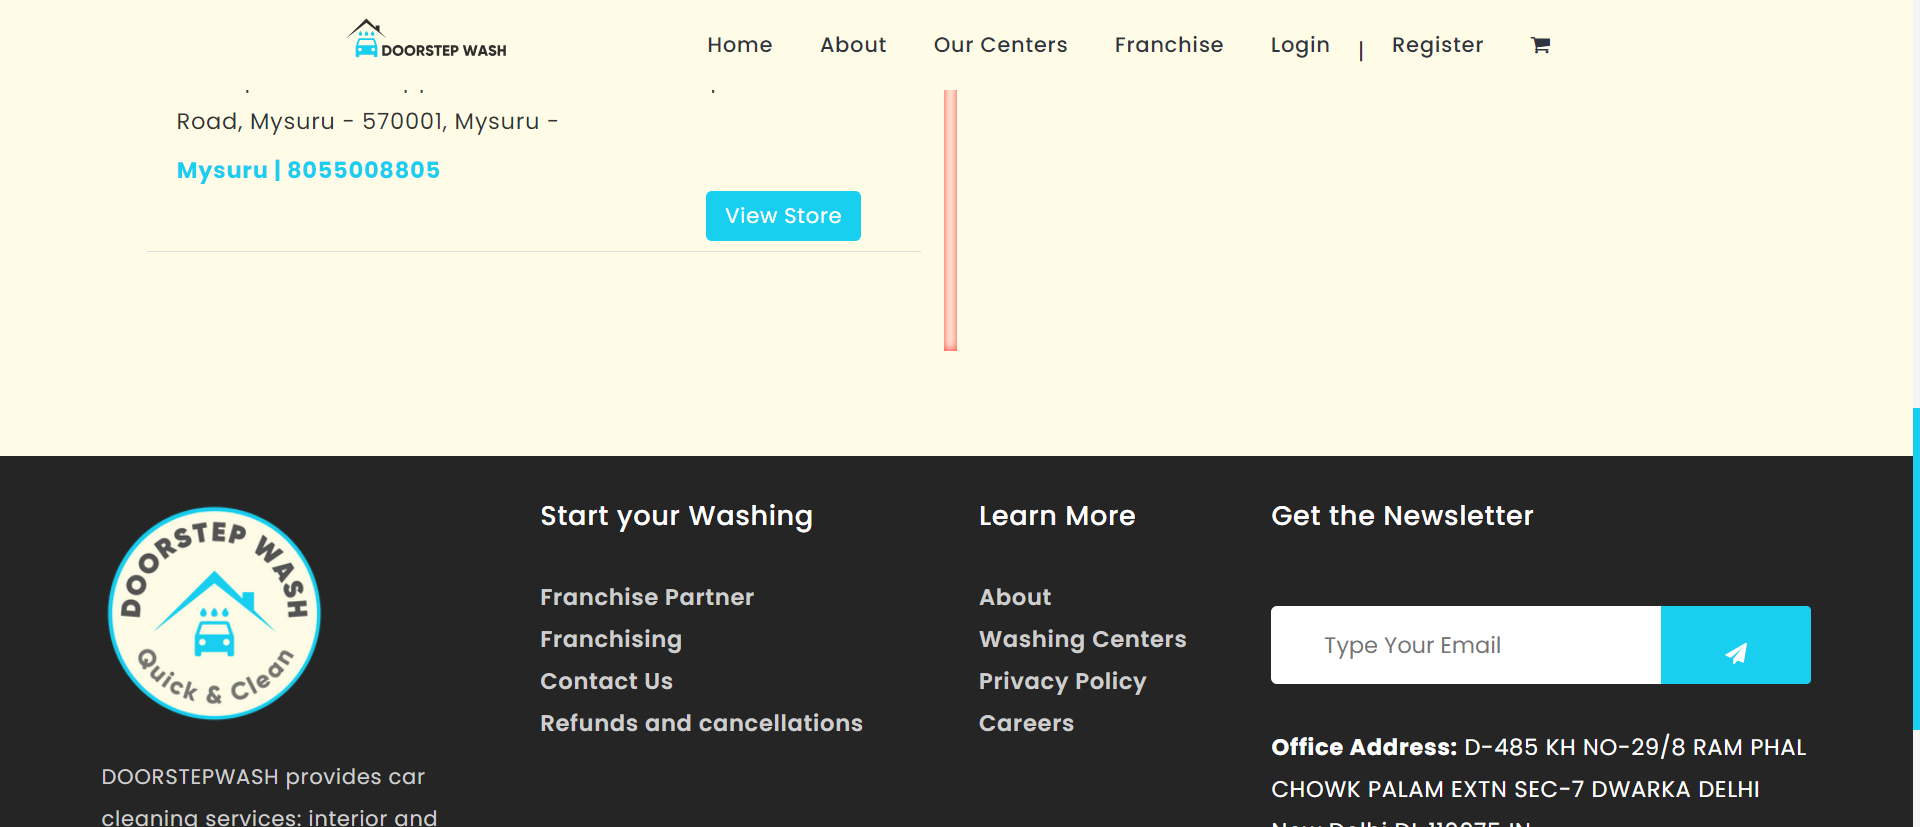 DOORSTEP WASH
Home About Our Centers Franchise Login | Register
Road, Mysuru - 570001, Mysuru -
Mysuru | 8055008805
View Store
DOORSTEP WASH
Quick & Clean
DOORSTEPWASH provides car
cleaning services: interior and
Start your Washing
Franchise Partner
Franchising
Contact Us
Refunds and cancellations
Learn More
About
Washing Centers
Privacy Policy
Careers
Get the Newsletter
Type Your Email
Office Address: D-485 KH NO-29/8 RAM PHAL
CHOWK PALAM EXTN SEC-7 DWARKA DELHI